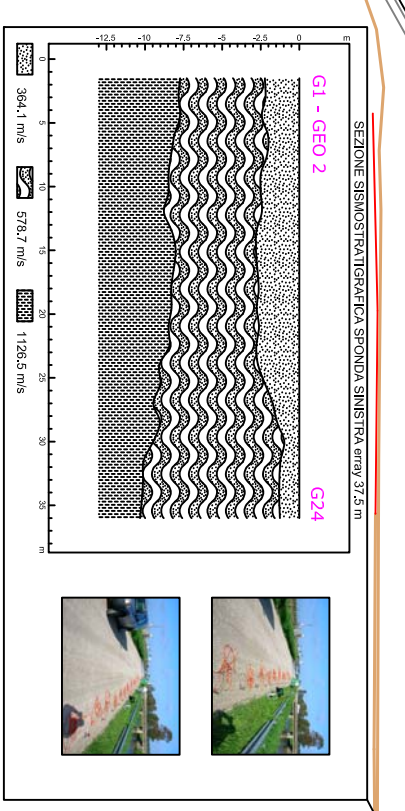 SEZIONE SISMOSTRATIGRAFICA SPONDA SINISTRA erray 37,5 m
G1 - GEO 2
G24
m
0
-2.5
-5
-7.5
-10
-12.5
0
5
10
15
20
25
30
35
m
364.1 m/s
578.7 m/s
1126.5 m/s